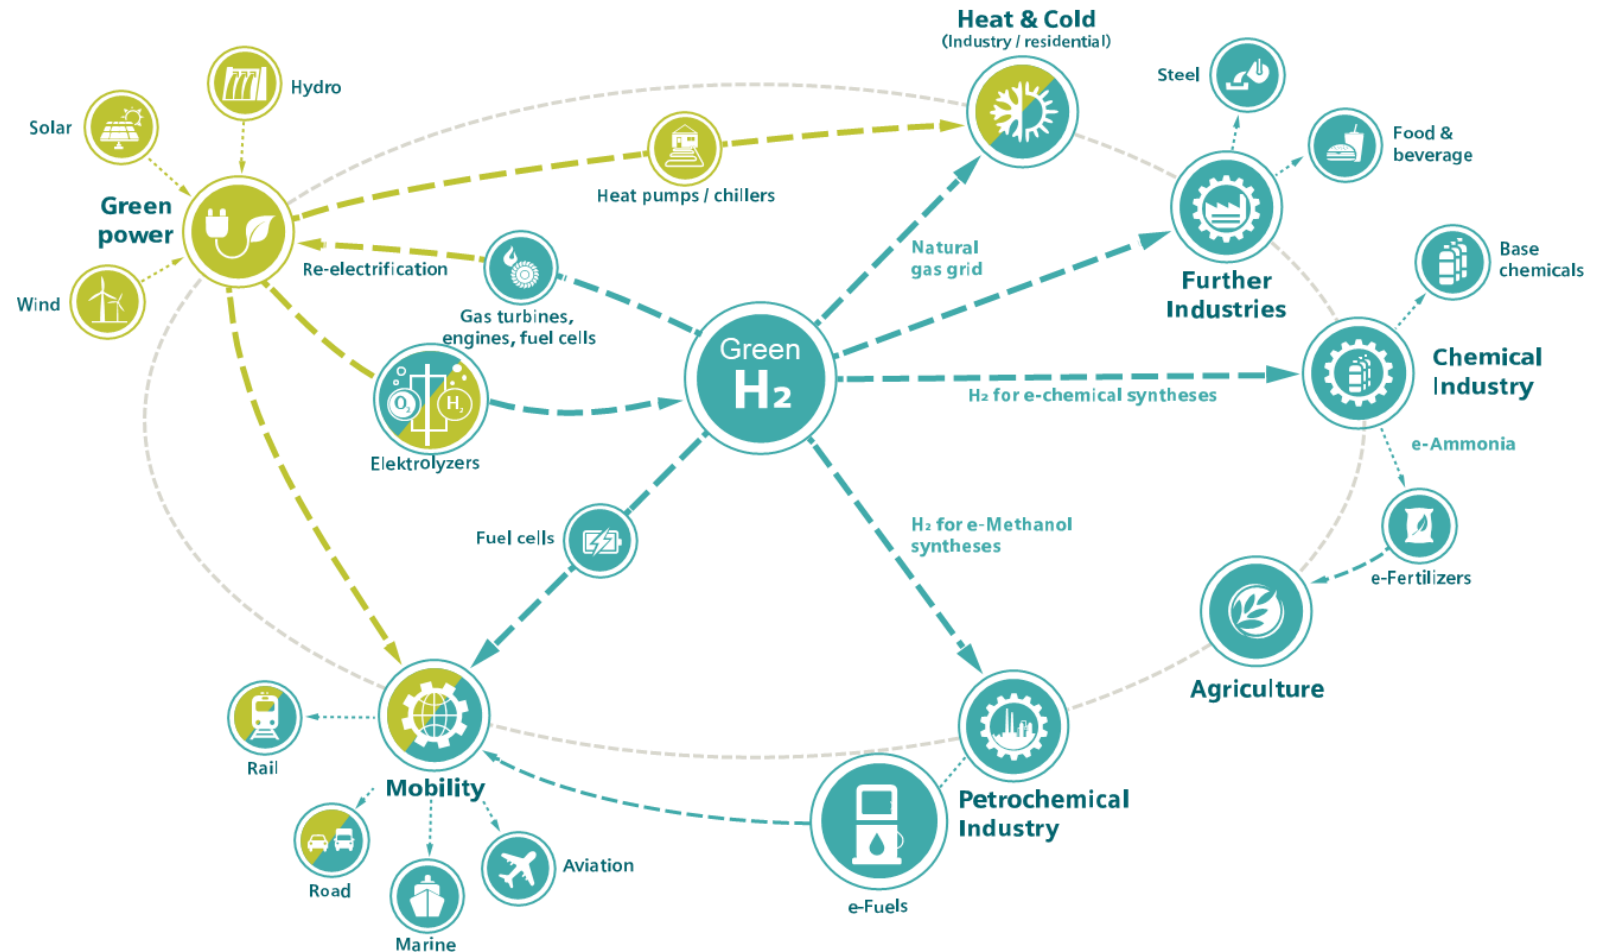 Heat & Cold
(Industry / residential)
Steel
Hydro
Solar
Food &
beverage
Heat pumps / chillers
Green
power
Natural
gas grid
Base
chemicals
Re-electrification
Further
Industries
Wind
Gas turbines,
engines, fuel cells
Green
H₂
Chemical
Industry
H₂ for e-chemical syntheses
O₂
H₂
e-Ammonia
Elektrolyzers
Fuel cells
H₂ for e-Methanol
syntheses
e-Fertilizers
Agriculture
Rail
Mobility
Petrochemical
Industry
Aviation
Road
e-Fuels
Marine